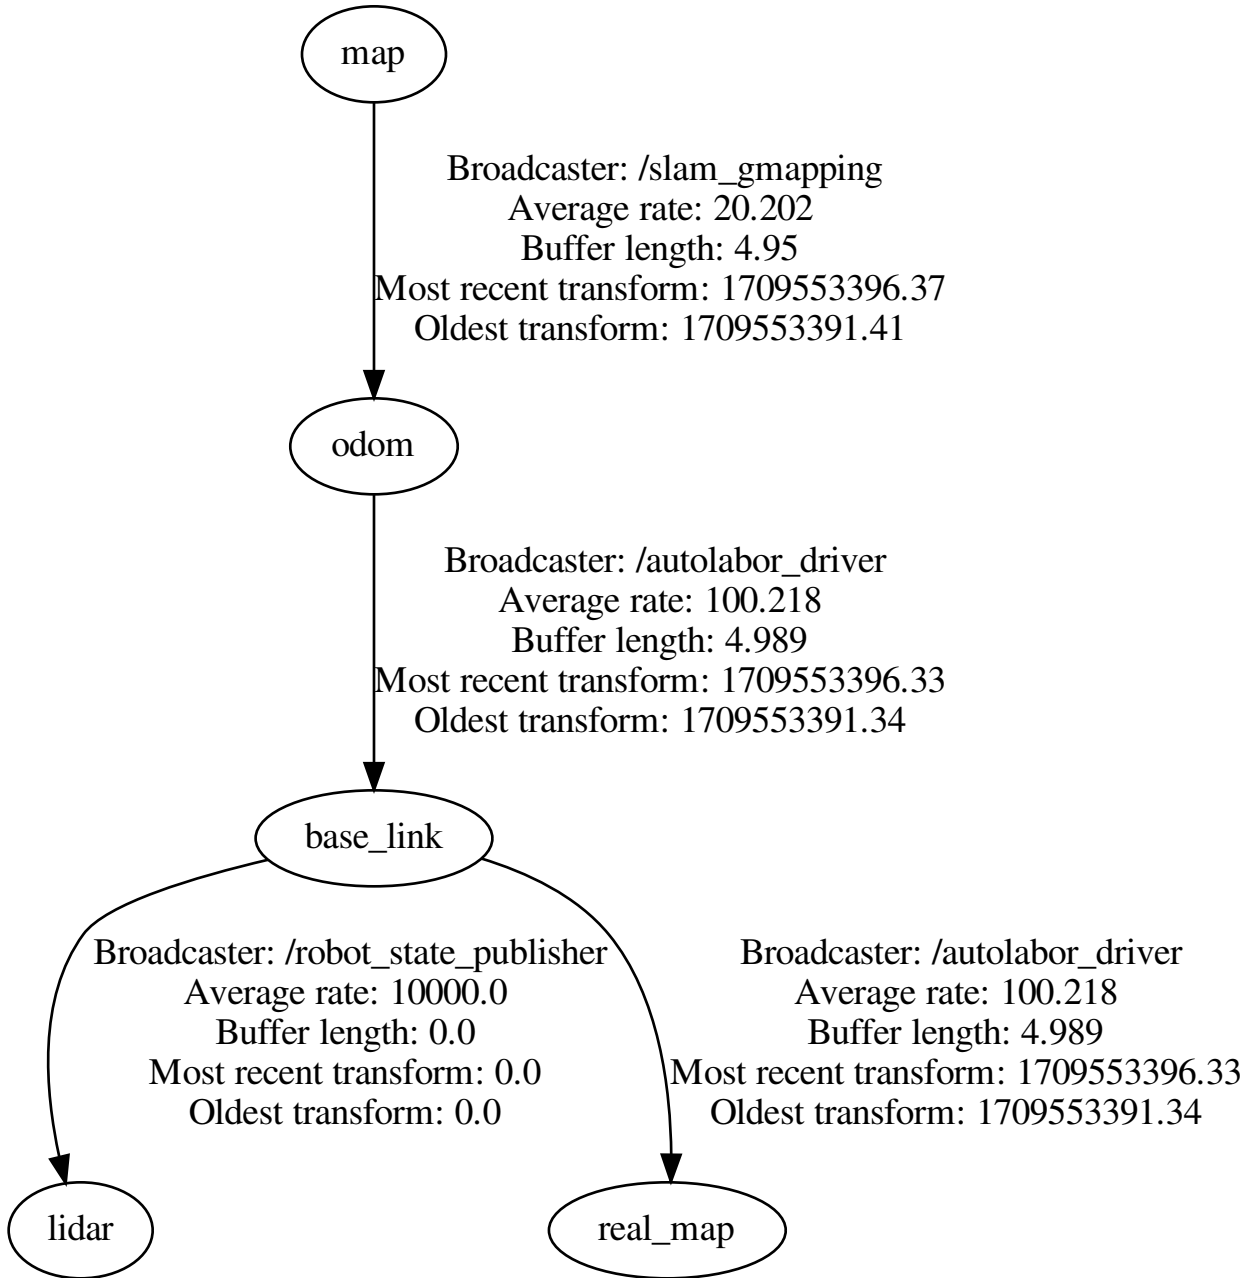 map
Broadcaster: /slam_gmapping
Average rate: 20.202
Buffer length: 4.95
Most recent transform: 1709553396.37
Oldest transform: 1709553391.41
odom
Broadcaster: /autolabor_driver
Average rate: 100.218
Buffer length: 4.989
Most recent transform: 1709553396.33
Oldest transform: 1709553391.34
base_link
Broadcaster: /robot_state_publisher
Average rate: 10000.0
Buffer length: 0.0
Most recent transform: 0.0
Oldest transform: 0.0
Broadcaster: /autolabor_driver
Average rate: 100.218
Buffer length: 4.989
Most recent transform: 1709553396.33
Oldest transform: 1709553391.34
lidar
real_map